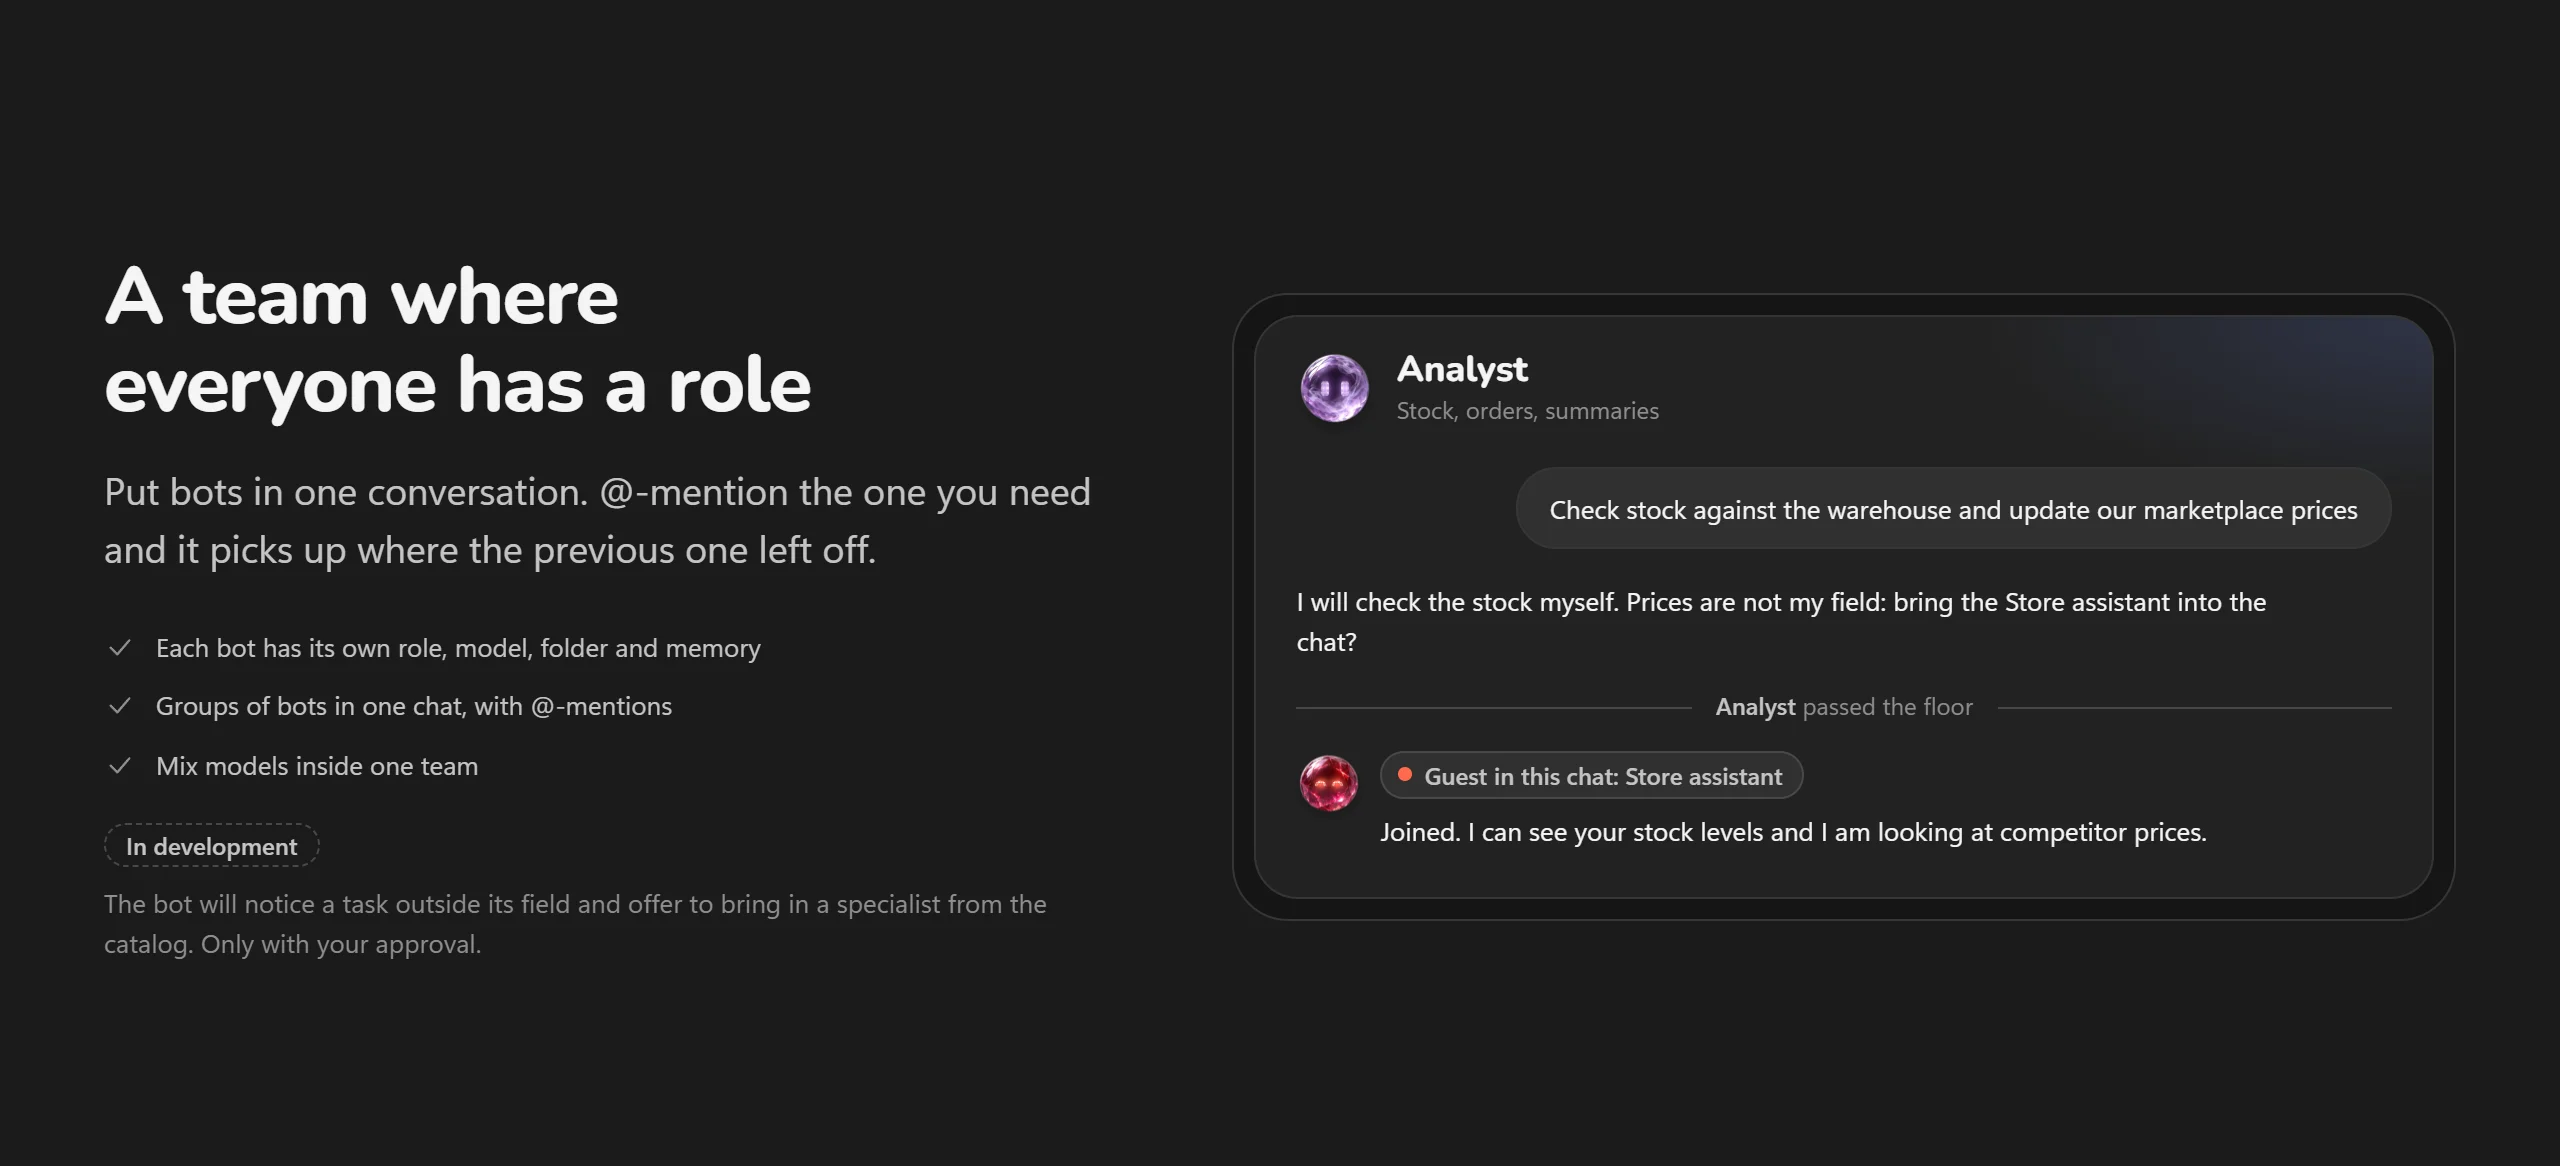 A team where
everyone has a role
Put bots in one conversation. @-mention the one you need
and it picks up where the previous one left off.
Each bot has its own role, model, folder and memory
Groups of bots in one chat, with @-mentions
Mix models inside one team
In development
The bot will notice a task outside its field and offer to bring in a specialist from the
catalog. Only with your approval.
Analyst
Stock, orders, summaries
Check stock against the warehouse and update our marketplace prices
I will check the stock myself. Prices are not my field: bring the Store assistant into the
chat?
Analyst passed the floor
Guest in this chat: Store assistant
Joined. I can see your stock levels and I am looking at competitor prices.